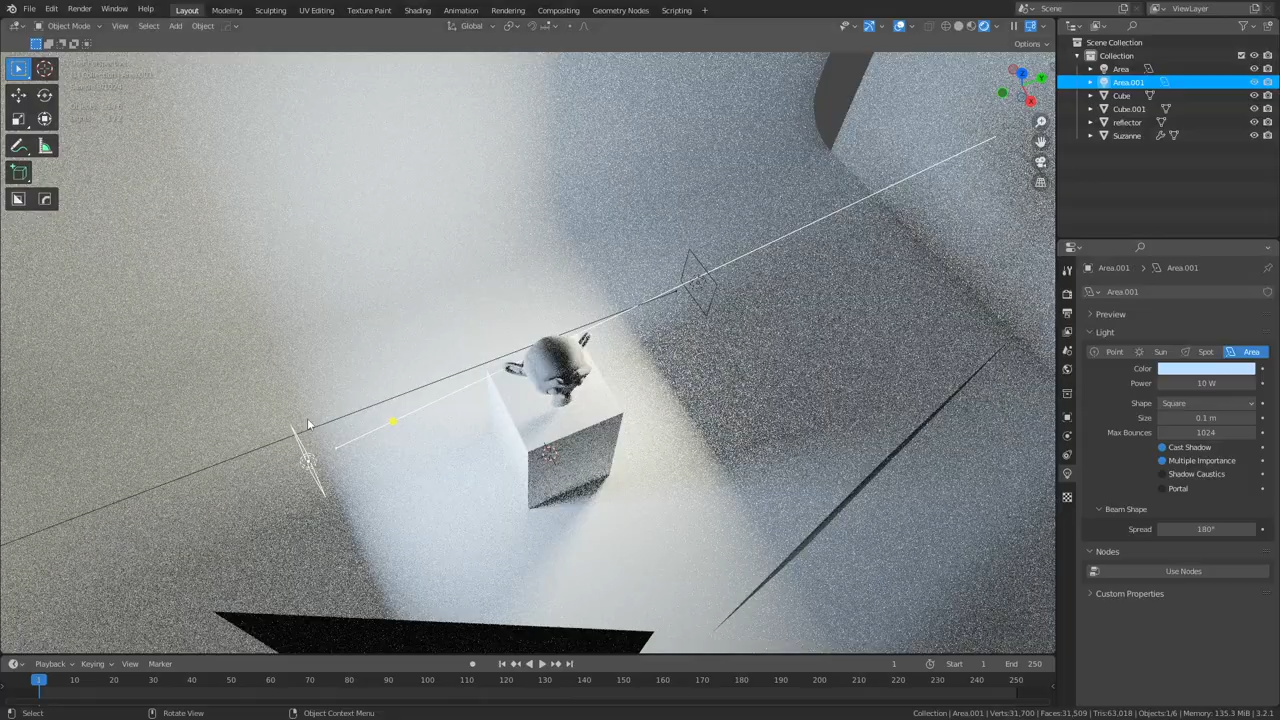 File Edit Render Window Help Layout Modeling Sculpting UV Editing Texture Paint Shading Animation Rendering Compositing Geometry Nodes Scripting + Scene ViewLayer
Object Mode View Select Add Object Global
Options
Scene Collection
Collection
Area
Area.001
Cube
Cube.001
reflector
Suzanne
Area.001 > Area.001
Area.001
Preview
Light
Point Sun Spot Area
Color
Power 10 W
Shape Square
Size 0.1 m
Max Bounces 1024
Cast Shadow
Multiple Importance
Shadow Caustics
Portal
Beam Shape
Spread 180°
Nodes
Use Nodes
Custom Properties
Playback Keying View Marker 1 Start 1 End 250
1 10 20 30 40 50 60 70 80 90 100 110 120 130 140 150 160 170 180 190 200 210 220 230 240 250
Select Rotate View Object Context Menu Collection | Area.001 | Verts:31,700 | Faces:31,509 | Tris:63,018 | Objects:1/6 | Memory: 135.3 MiB | 3.2.1